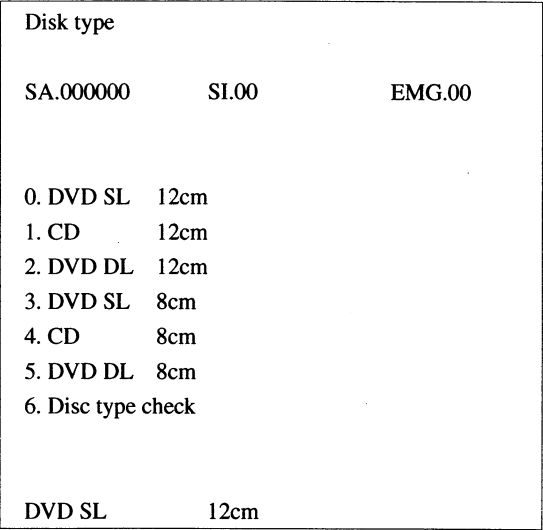 Disk type
SA.000000 SI.00 EMG.00
0. DVD SL 12cm
1. CD 12cm
2. DVD DL 12cm
3. DVD SL 8cm
4. CD 8cm
5. DVD DL 8cm
6. Disc type check
DVD SL 12cm